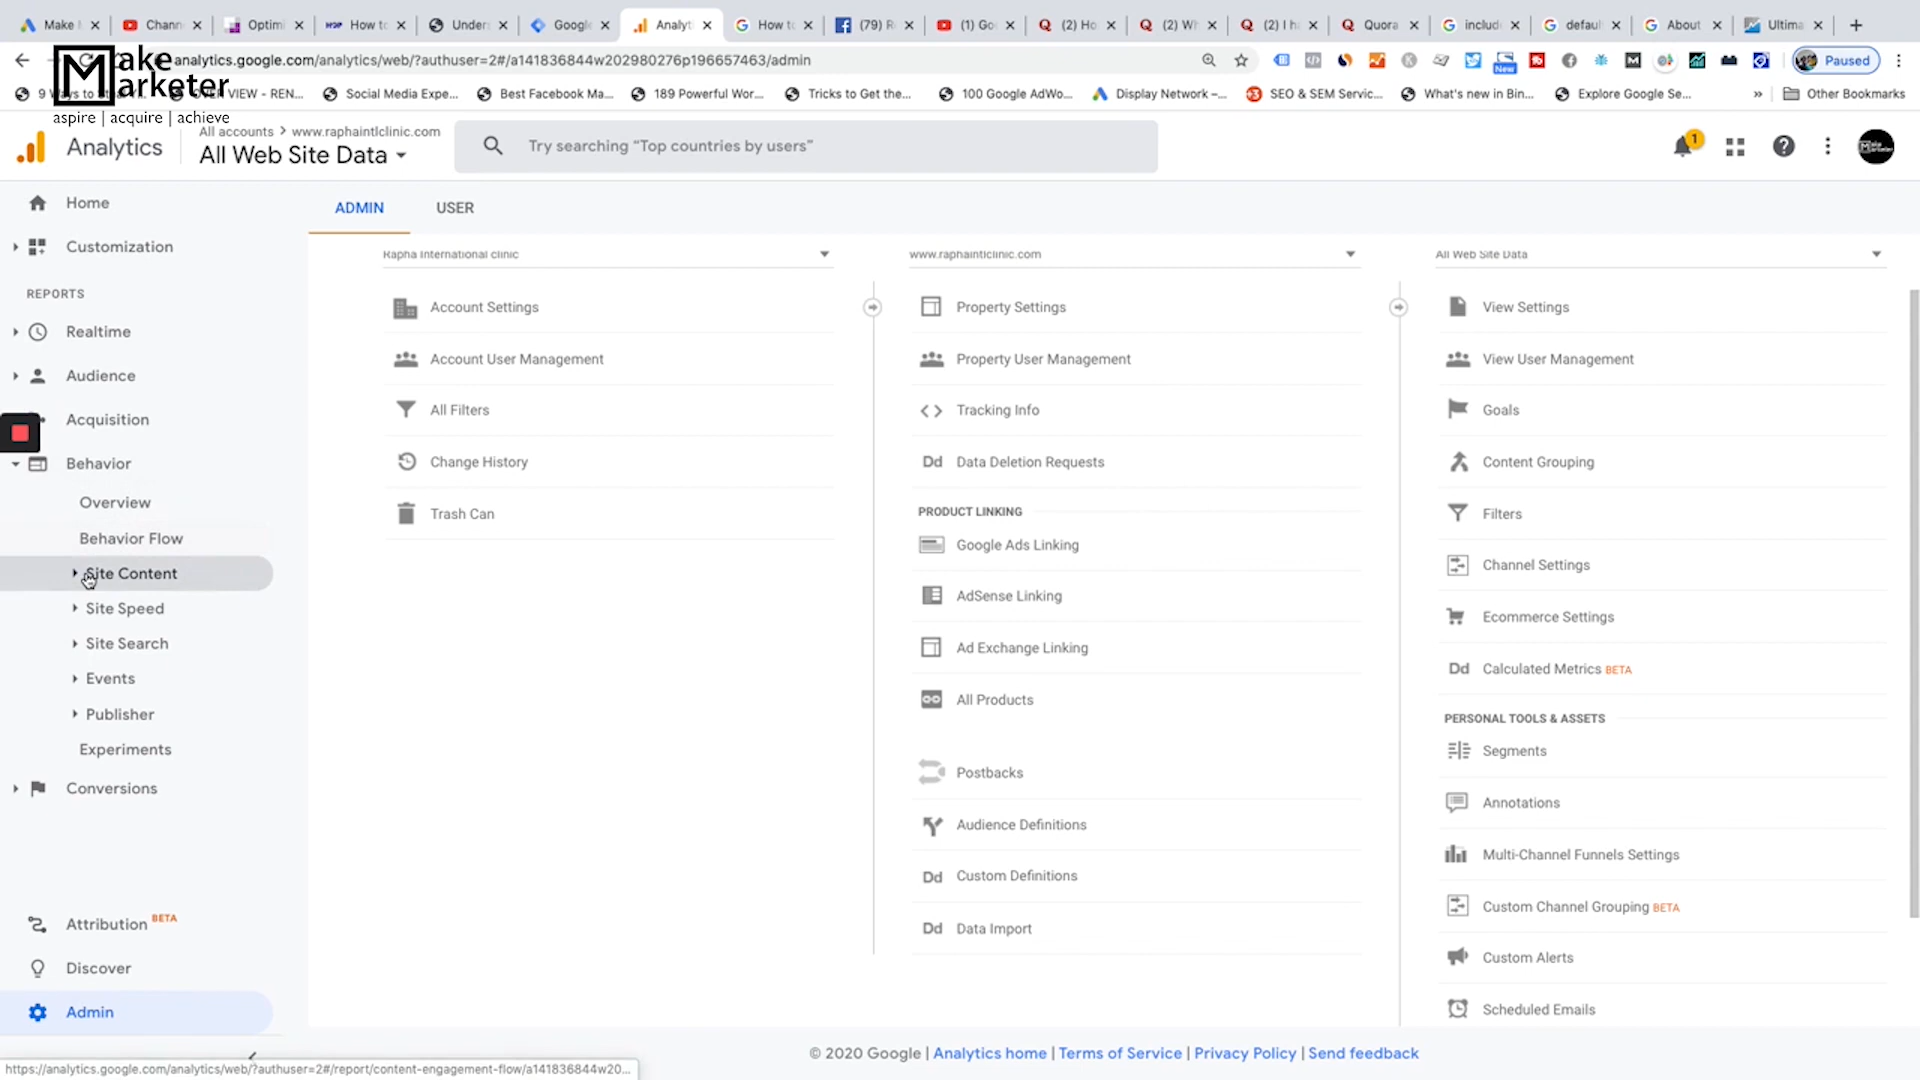 Make M
Chann
Optimi
How to
Under
Google
Analyt
How to
(79) R
(1) Go
(2) Ho
(2) Wh
(2) I h
Quora
includ
defau
About
Ultima
analytics.google.com/analytics/web/?authuser=2#/a141836844w202980276p196657463/admin
New
Paused
Make
Marketer
aspire | acquire | achieve
VIEW - REN...
Social Media Expe...
Best Facebook Ma...
189 Powerful Wor...
Tricks to Get the...
100 Google AdWo...
Display Network –...
SEO & SEM Servic...
What's new in Bin...
Explore Google Se...
»
Other Bookmarks
Analytics
All accounts > www.raphaintlclinic.com
All Web Site Data
Try searching “Top countries by users”
1
Home
Customization
REPORTS
Realtime
Audience
Acquisition
Behavior
Overview
Behavior Flow
Site Content
Site Speed
Site Search
Events
Publisher
Experiments
Conversions
Attribution BETA
Discover
Admin
ADMIN
USER
Rapha International clinic
Account Settings
Account User Management
All Filters
Change History
Trash Can
www.raphaintlclinic.com
Property Settings
Property User Management
Tracking Info
Dd Data Deletion Requests
PRODUCT LINKING
Google Ads Linking
AdSense Linking
Ad Exchange Linking
All Products
Postbacks
Audience Definitions
Dd Custom Definitions
Dd Data Import
All Web Site Data
View Settings
View User Management
Goals
Content Grouping
Filters
Channel Settings
Ecommerce Settings
Dd Calculated Metrics BETA
PERSONAL TOOLS & ASSETS
Segments
Annotations
Multi-Channel Funnels Settings
Custom Channel Grouping BETA
Custom Alerts
Scheduled Emails
© 2020 Google | Analytics home | Terms of Service | Privacy Policy | Send feedback
https://analytics.google.com/analytics/web/?authuser=2#/report/content-engagement-flow/a141836844w20...